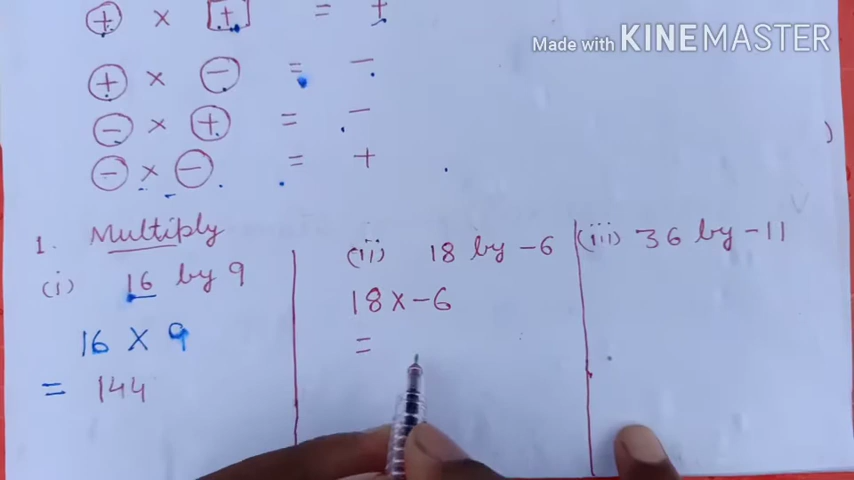 Made with KINEMASTER
+ × + = +
+ × − = −
− × + = −
− × − = +
1. Multiply
(i) 16 by 9
16 × 9
= 144
(ii) 18 by −6
18 × −6
=
(iii) 36 by −11